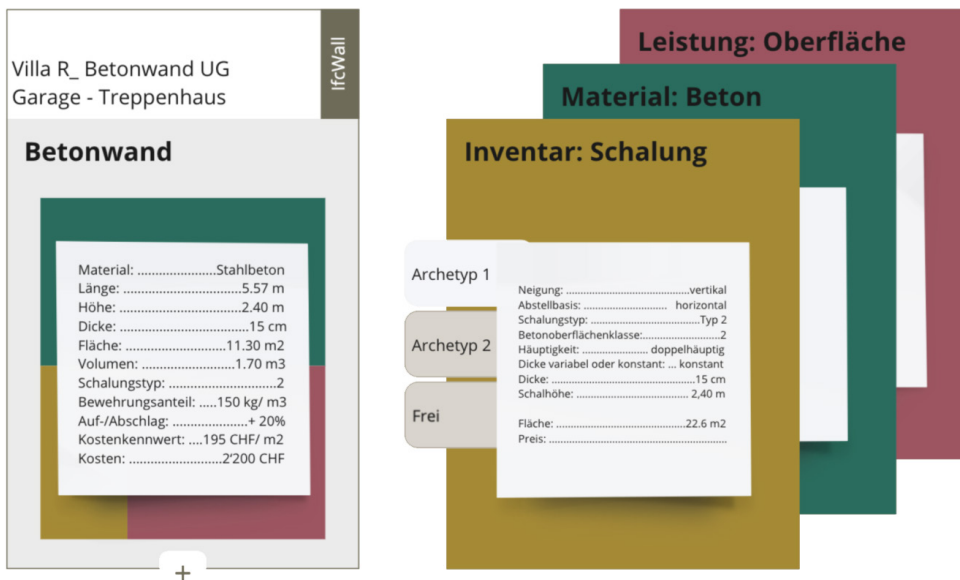 Villa R_ Betonwand UG
Garage - Treppenhaus
IfcWall
Betonwand
Material: ......................Stahlbeton
Länge: .................................5.57 m
Höhe: ..................................2.40 m
Dicke: ...................................15 cm
Fläche: .............................11.30 m2
Volumen: ..........................1.70 m3
Schalungstyp: ..............................2
Bewehrungsanteil: .....150 kg/ m3
Auf-/Abschlag: .....................+ 20%
Kostenkennwert: ....195 CHF/ m2
Kosten: ..........................2'200 CHF
+
Leistung: Oberfläche
Material: Beton
Inventar: Schalung
Archetyp 1
Archetyp 2
Frei
Neigung: ..........................................vertikal
Abstellbasis: ..................... horizontal
Schalungstyp: ...........................Typ 2
Betonoberflächenklasse:.....................2
Häuptigkeit: ................ doppelhäuptig
Dicke variabel oder konstant: ... konstant
Dicke: ...................................15 cm
Schalhöhe: ........................... 2,40 m
Fläche: .................................22.6 m2
Preis: ............................................